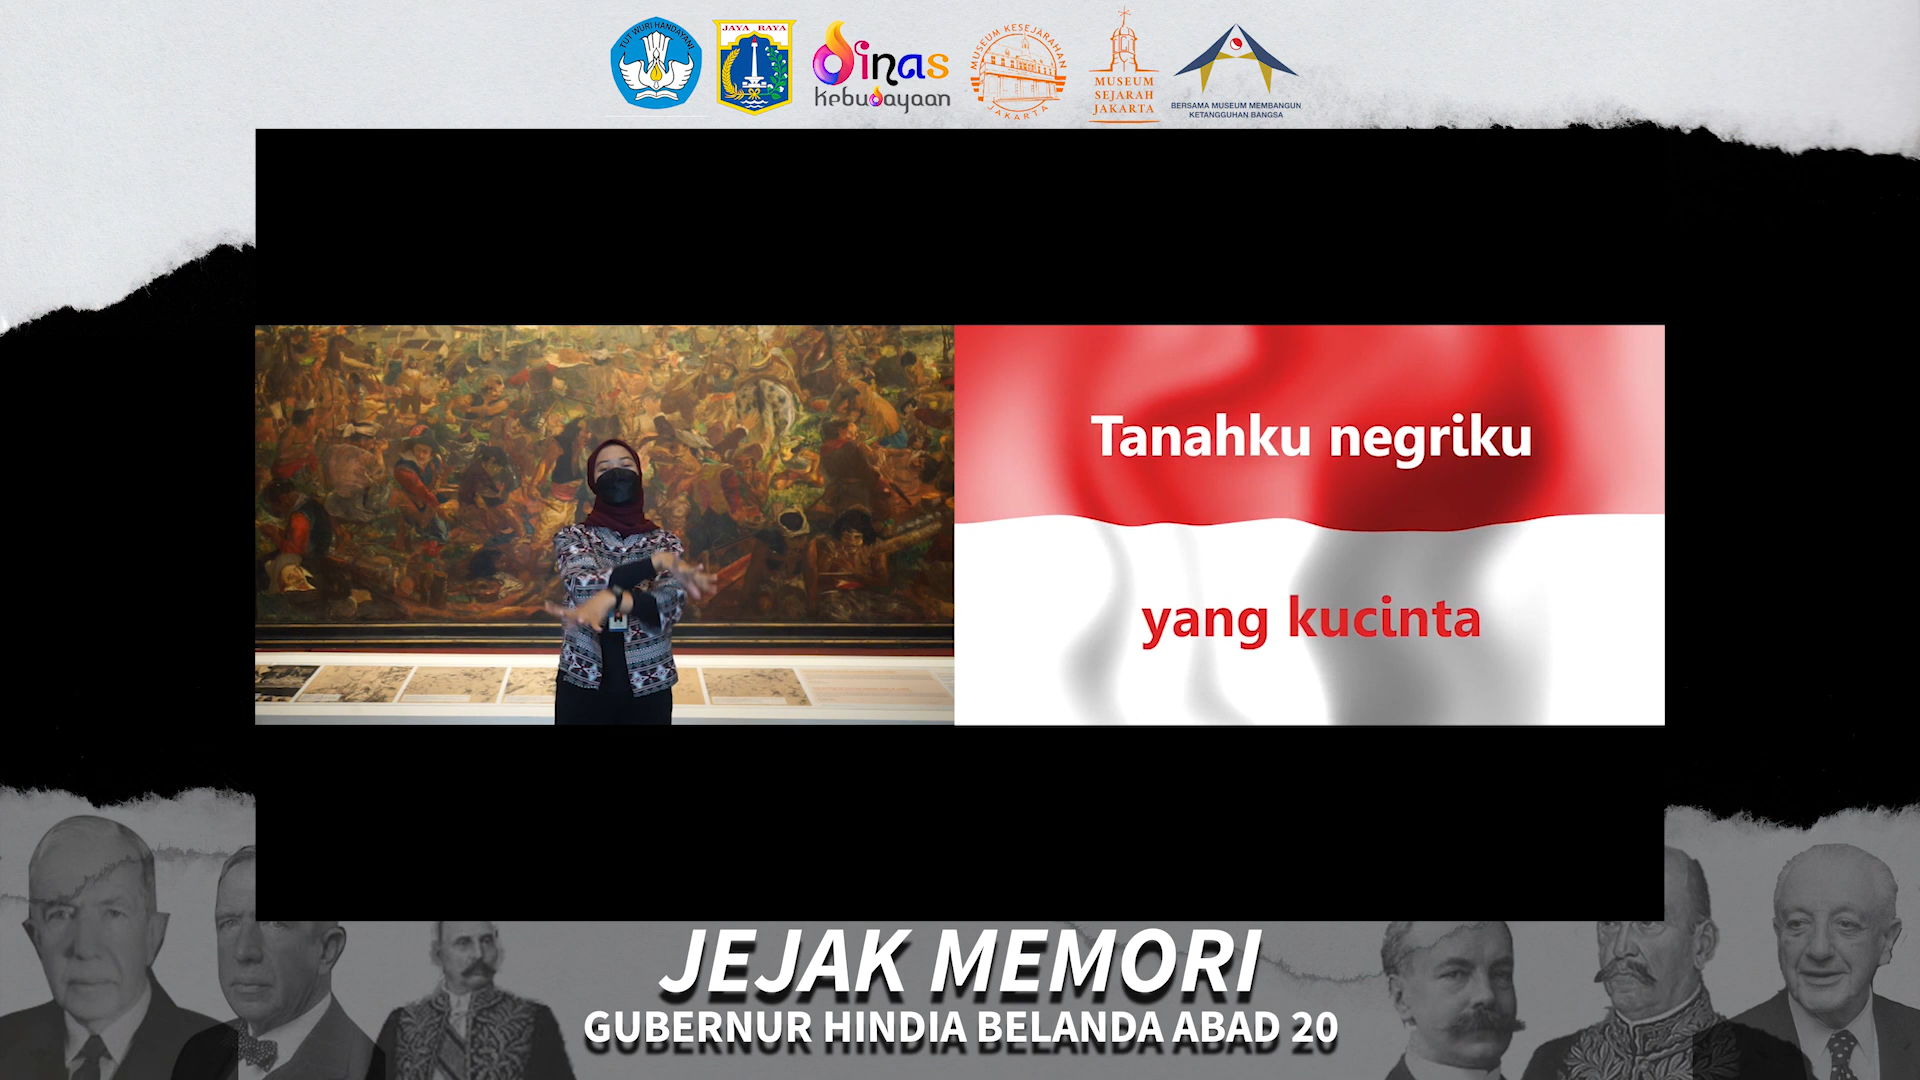 TUT WURI HANDAYANI
JAYA RAYA
dinas
kebudayaan
MUSEUM KESEJARAHAN
JAKARTA
MUSEUM
SEJARAH
JAKARTA
BERSAMA MUSEUM MEMBANGUN
KETANGGUHAN BANGSA
Tanahku negriku
yang kucinta
JEJAK MEMORI
GUBERNUR HINDIA BELANDA ABAD 20